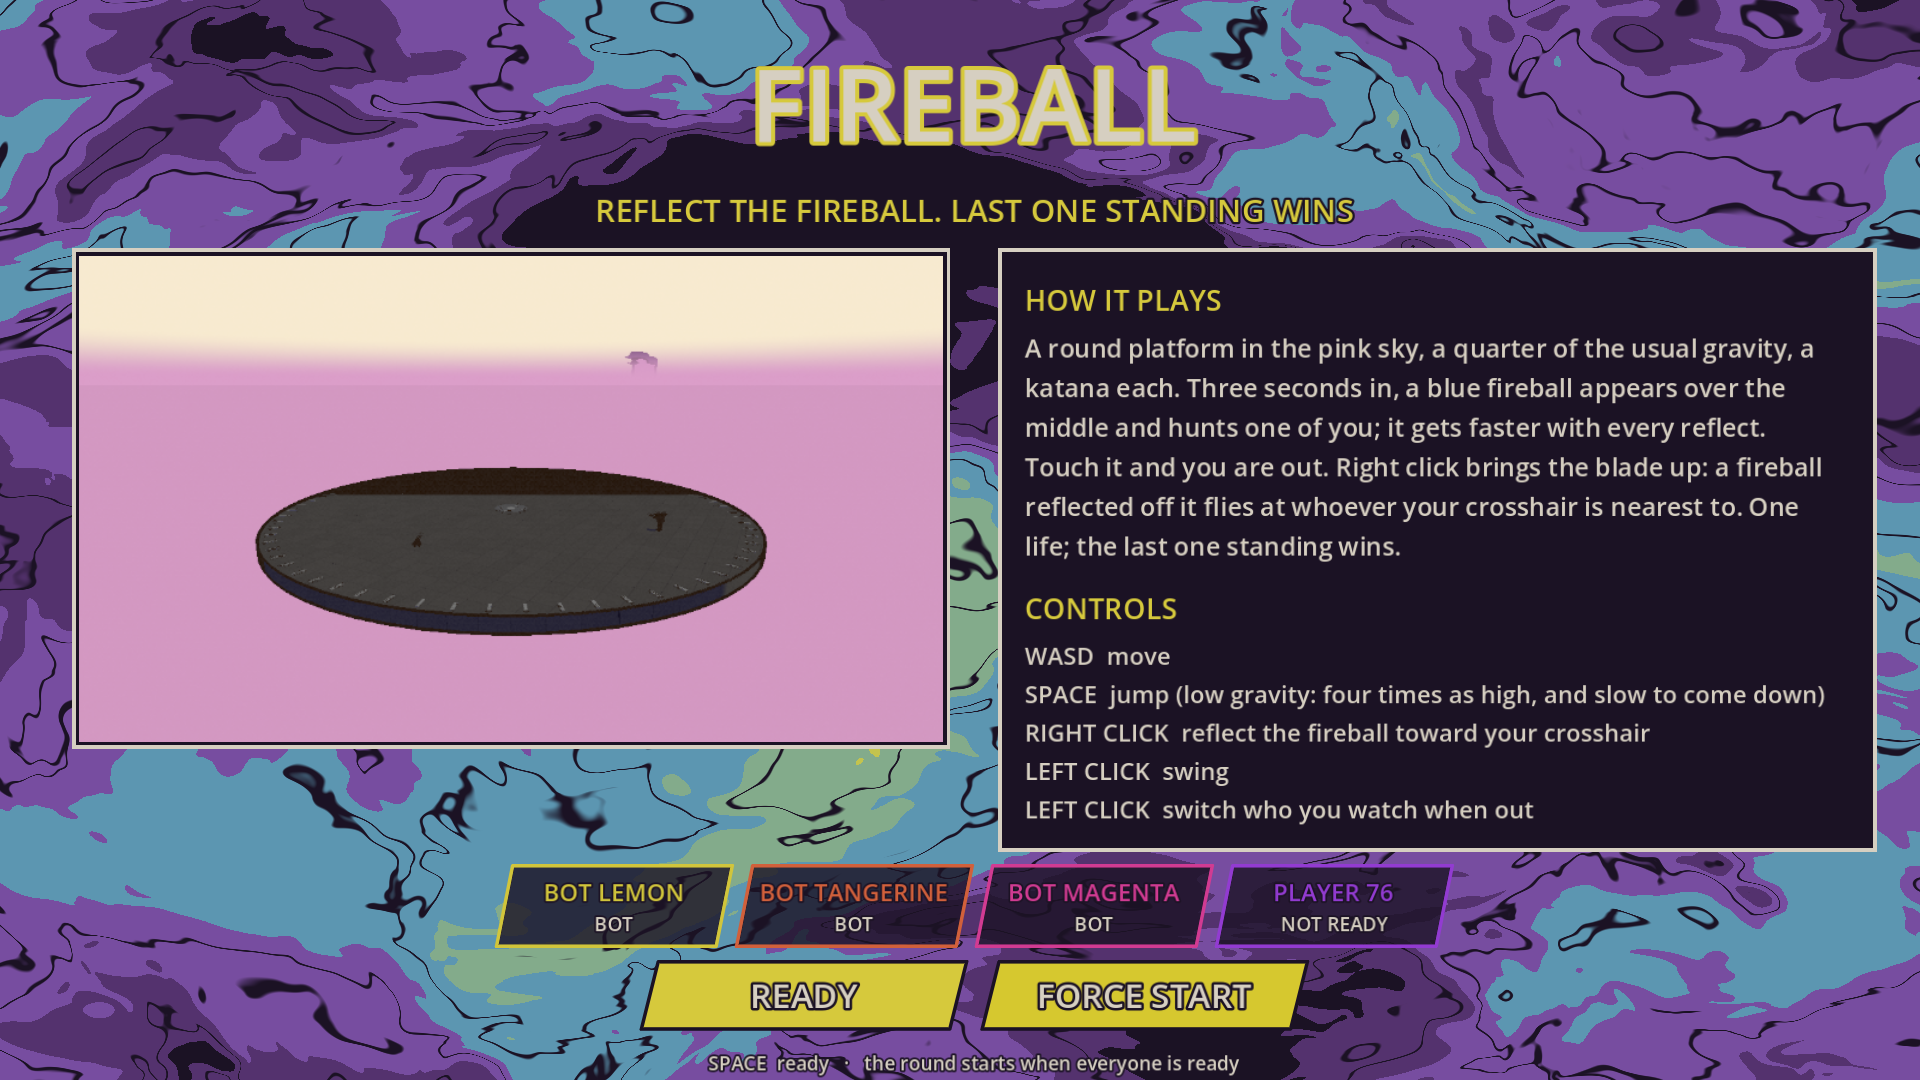 FIREBALL
REFLECT THE FIREBALL. LAST ONE STANDING WINS
HOW IT PLAYS
A round platform in the pink sky, a quarter of the usual gravity, a
katana each. Three seconds in, a blue fireball appears over the
middle and hunts one of you; it gets faster with every reflect.
Touch it and you are out. Right click brings the blade up: a fireball
reflected off it flies at whoever your crosshair is nearest to. One
life; the last one standing wins.
CONTROLS
WASD move
SPACE jump (low gravity: four times as high, and slow to come down)
RIGHT CLICK reflect the fireball toward your crosshair
LEFT CLICK swing
LEFT CLICK switch who you watch when out
BOT LEMON
BOT
BOT TANGERINE
BOT
BOT MAGENTA
BOT
PLAYER 76
NOT READY
READY
FORCE START
SPACE ready · the round starts when everyone is ready